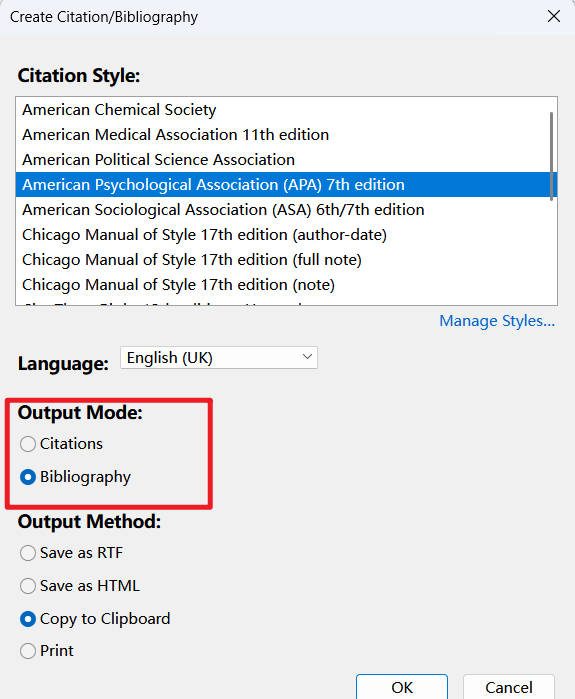 Create Citation/Bibliography
Citation Style:
American Chemical Society
American Medical Association 11th edition
American Political Science Association
American Psychological Association (APA) 7th edition
American Sociological Association (ASA) 6th/7th edition
Chicago Manual of Style 17th edition (author-date)
Chicago Manual of Style 17th edition (full note)
Chicago Manual of Style 17th edition (note)
Manage Styles...
Language: English (UK)
Output Mode:
Citations
Bibliography
Output Method:
Save as RTF
Save as HTML
Copy to Clipboard
Print
OK Cancel